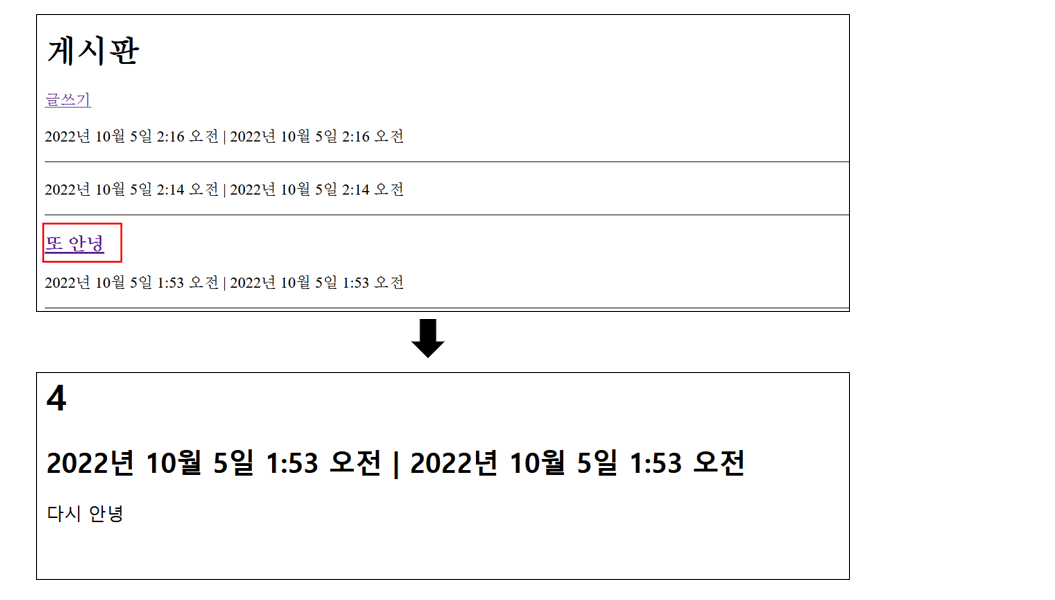 게시판
글쓰기
2022년 10월 5일 2:16 오전 | 2022년 10월 5일 2:16 오전
2022년 10월 5일 2:14 오전 | 2022년 10월 5일 2:14 오전
또 안녕
2022년 10월 5일 1:53 오전 | 2022년 10월 5일 1:53 오전
4
2022년 10월 5일 1:53 오전 | 2022년 10월 5일 1:53 오전
다시 안녕